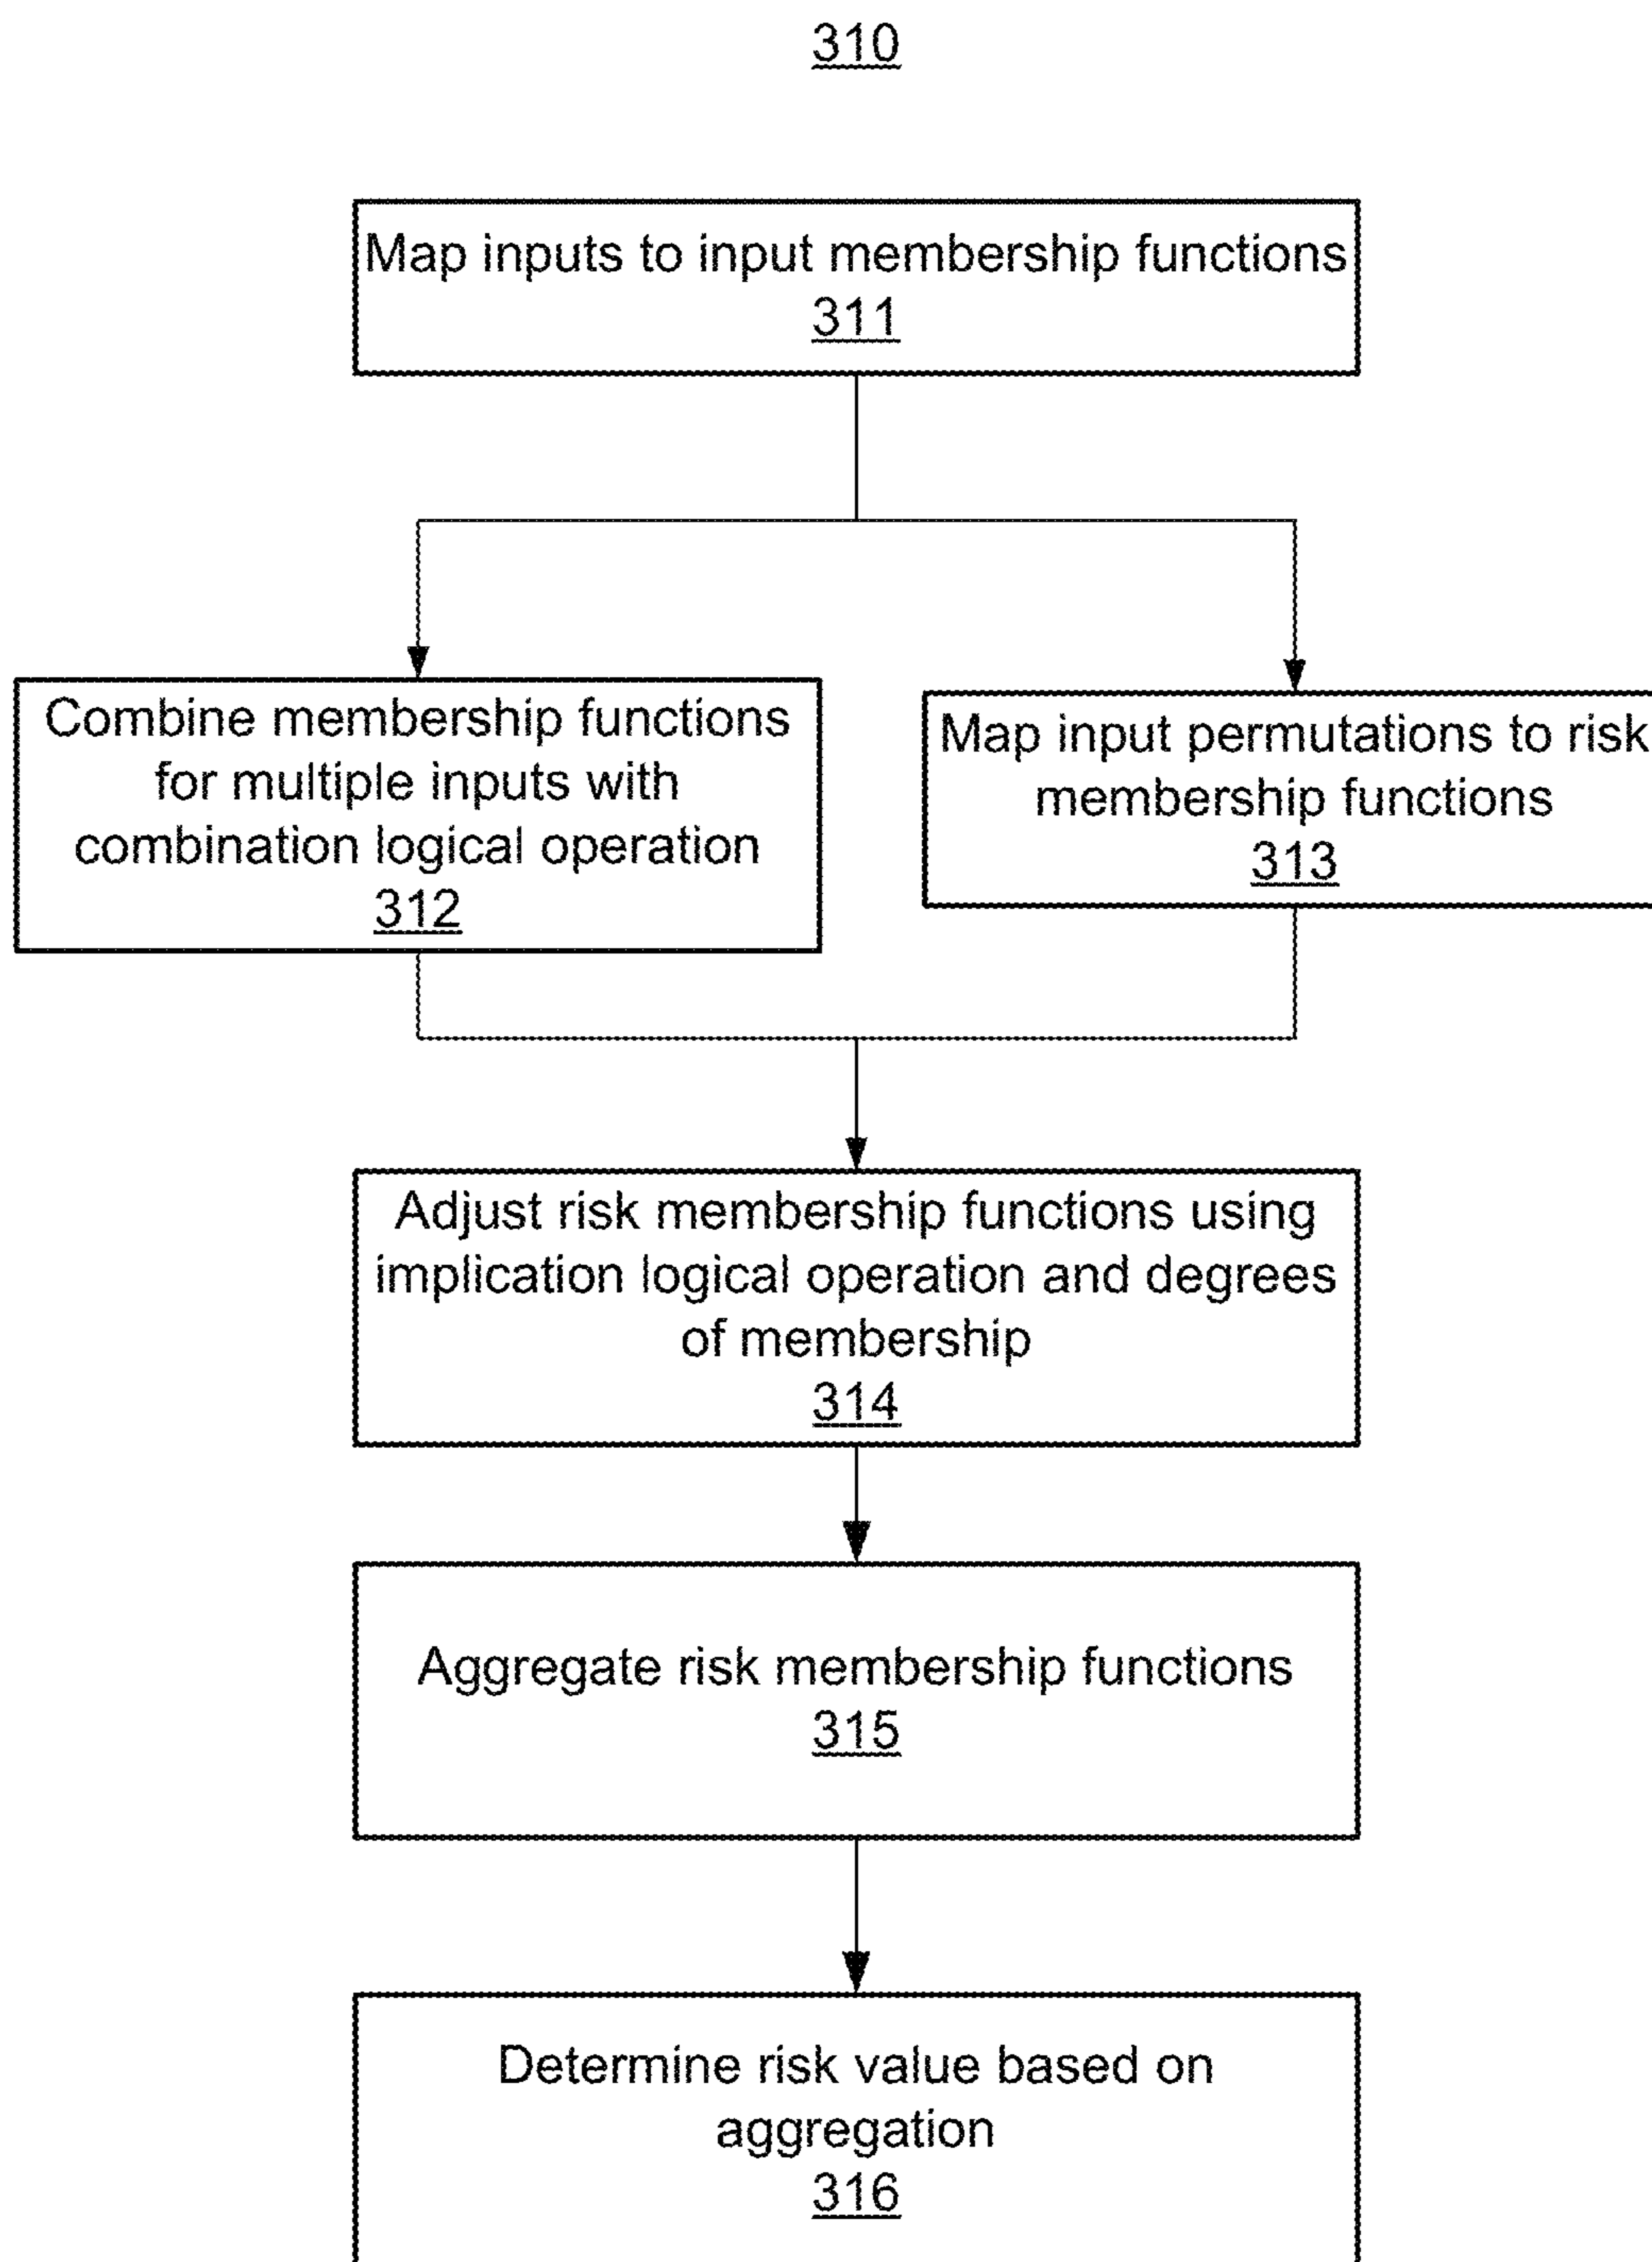 310
Map inputs to input membership functions
311
Combine membership functions
for multiple inputs with
combination logical operation
312
Map input permutations to risk
membership functions
313
Adjust risk membership functions using
implication logical operation and degrees
of membership
314
Aggregate risk membership functions
315
Determine risk value based on
aggregation
316